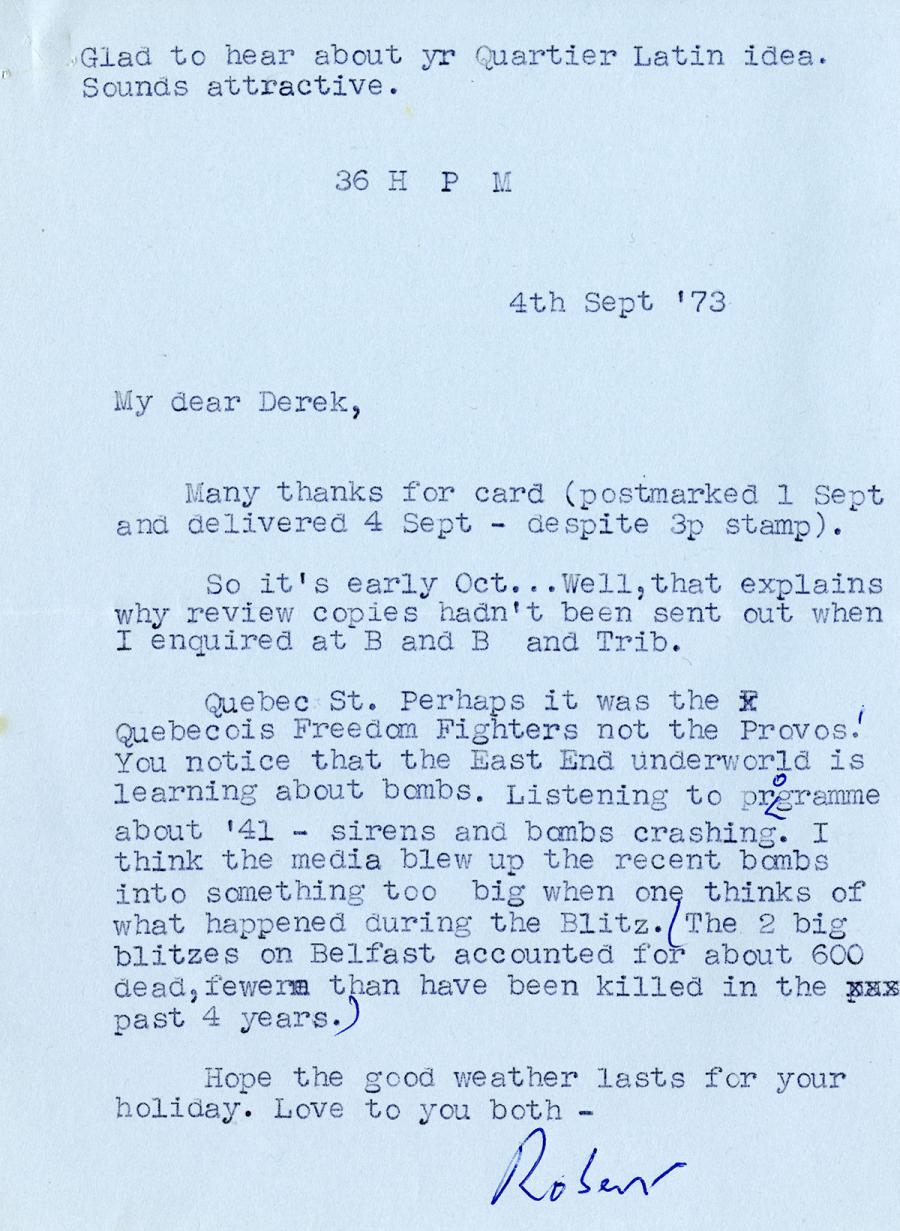 Glad to hear about yr Quartier Latin idea.
Sounds attractive.
36 H P M
4th Sept '73
My dear Derek,
Many thanks for card (postmarked 1 Sept
and delivered 4 Sept - despite 3p stamp).
So it's early Oct...Well,that explains
why review copies hadn't been sent out when
I enquired at B and B and Trib.
Quebec St. Perhaps it was the
Quebecois Freedom Fighters not the Provos!
You notice that the East End underworld is
learning about bombs. Listening to programme
about '41 - sirens and bombs crashing. I
think the media blew up the recent bombs
into something too big when one thinks of
what happened during the Blitz. (The 2 big
blitzes on Belfast accounted for about 600
dead,fewer than have been killed in the
past 4 years.)
Hope the good weather lasts for your
holiday. Love to you both -
Robert